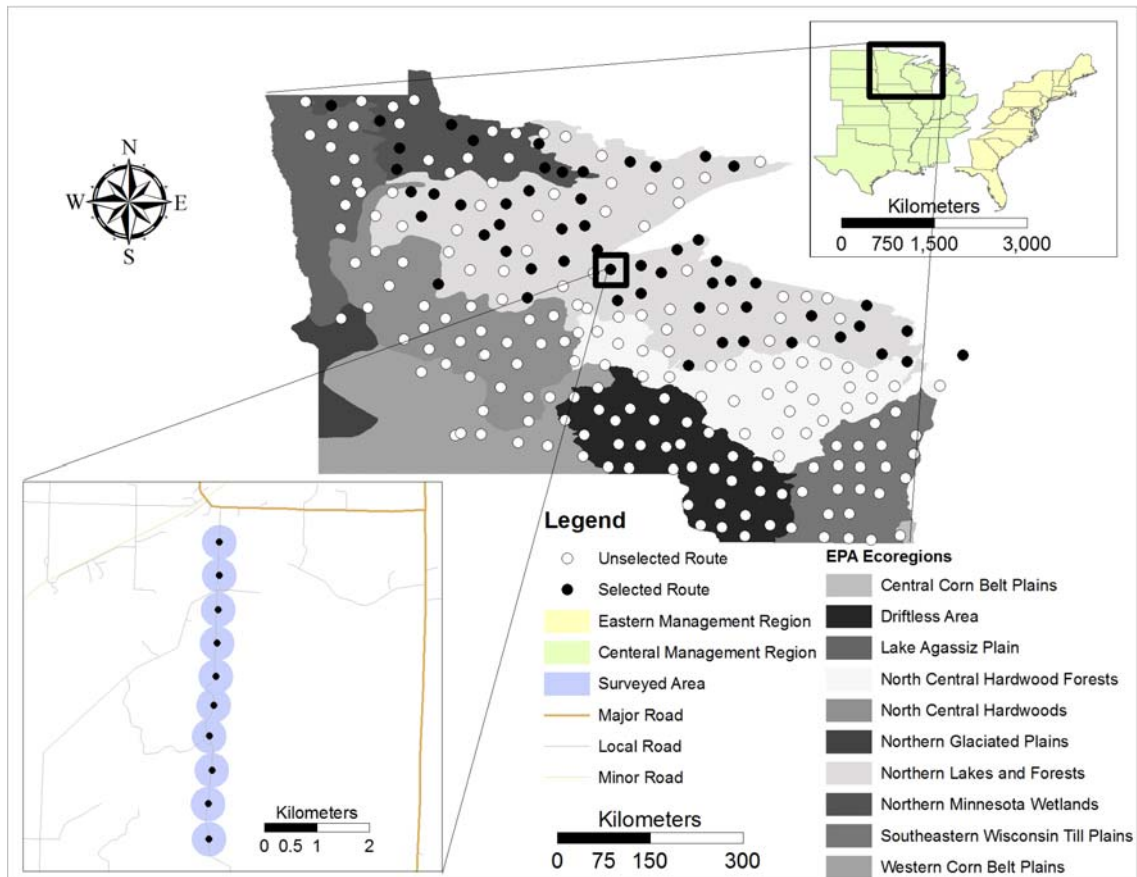 N
W E
S
Kilometers
0 750 1,500 3,000
Legend
Unselected Route
Selected Route
Eastern Management Region
Centeral Management Region
Surveyed Area
Major Road
Local Road
Minor Road
Kilometers
0 75 150 300
EPA Ecoregions
Central Corn Belt Plains
Driftless Area
Lake Agassiz Plain
North Central Hardwood Forests
North Central Hardwoods
Northern Glaciated Plains
Northern Lakes and Forests
Northern Minnesota Wetlands
Southeastern Wisconsin Till Plains
Western Corn Belt Plains
Kilometers
0 0.5 1 2